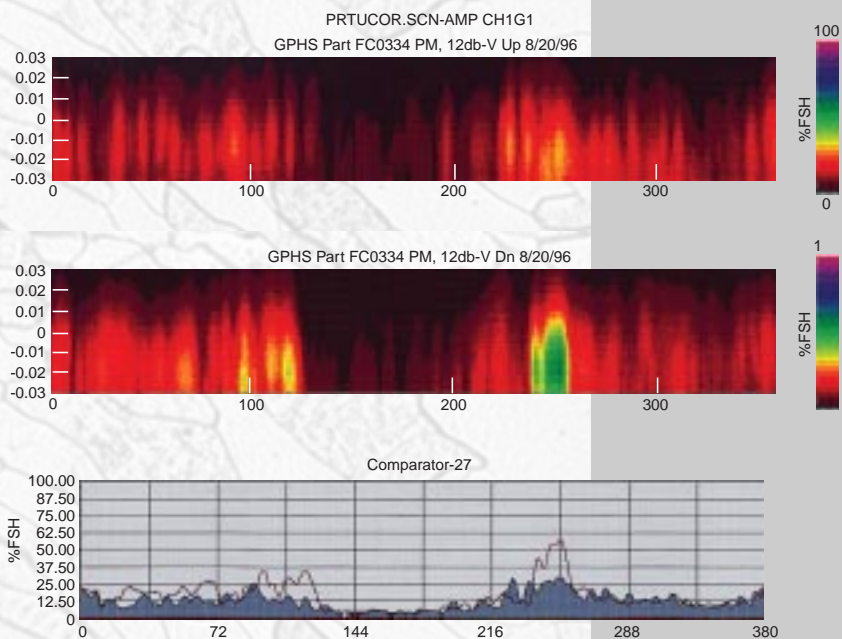 PRTUCOR.SCN-AMP CH1G1
GPHS Part FC0334 PM, 12db-V Up 8/20/96
0.03
0.02
0.01
0
-0.01
-0.02
-0.03
0 100 200 300
100
%FSH
0
GPHS Part FC0334 PM, 12db-V Dn 8/20/96
0.03
0.02
0.01
0
-0.01
-0.02
-0.03
0 100 200 300
1
%FSH
Comparator-27
100.00
87.50
75.00
62.50
50.00
37.50
25.00
12.50
0
%FSH
0 72 144 216 288 380